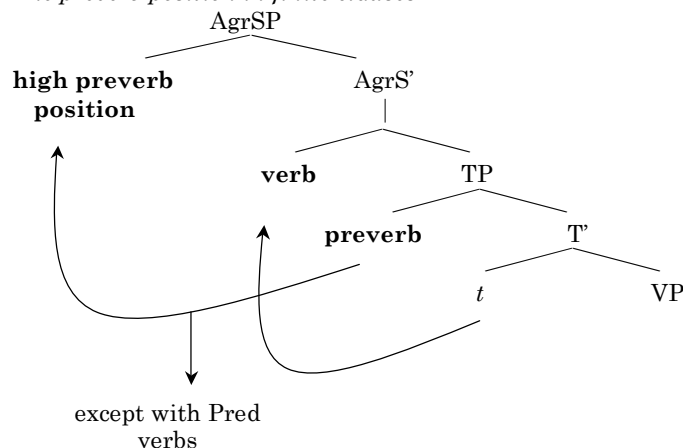 AgrSP
high preverb
position
AgrS’
verb
TP
preverb
T’
t
VP
except with Pred
verbs